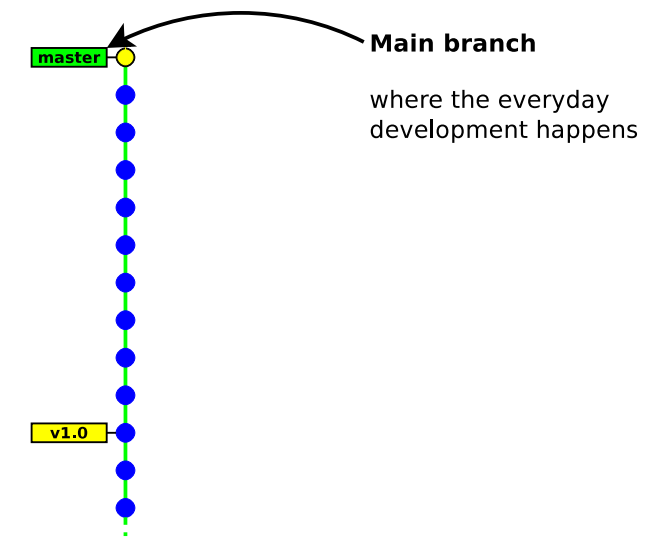 Main branch
master
where the everyday
development happens
v1.0